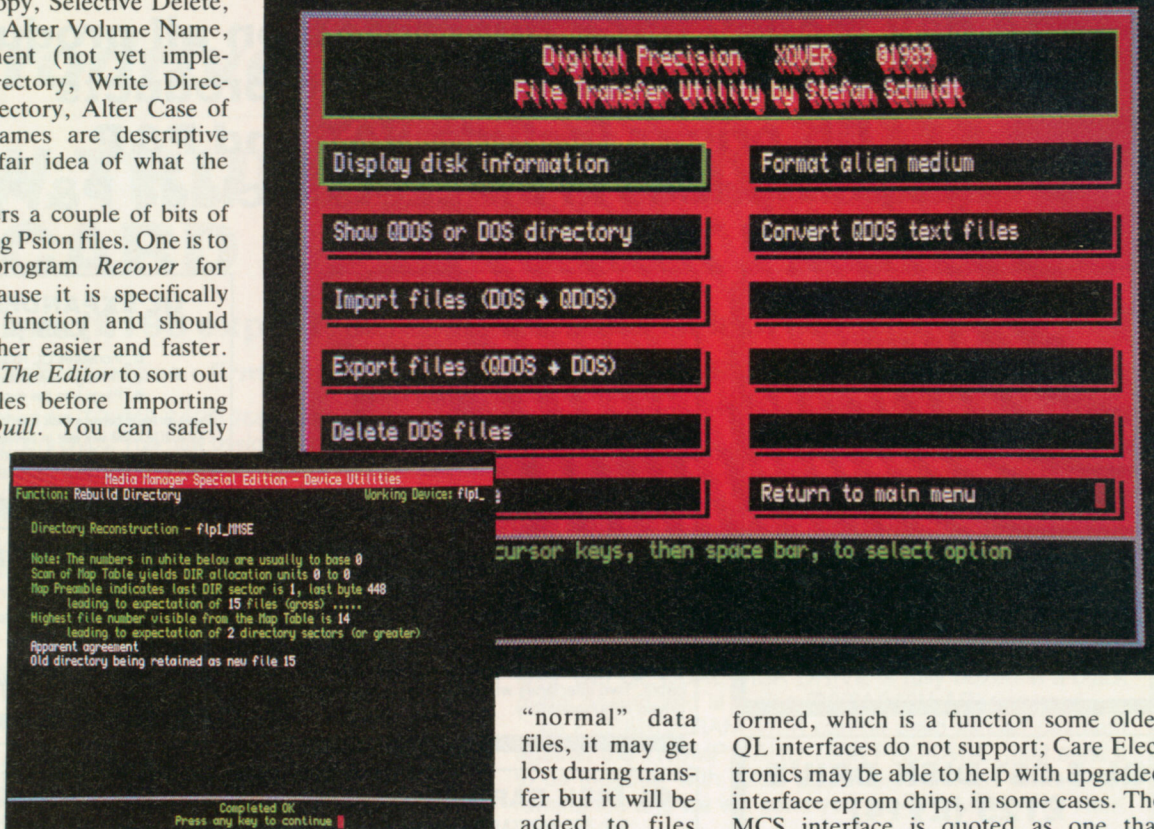 opy, Selective Delete,
Alter Volume Name,
ent (not yet imple-
rectory, Write Direc-
ectory, Alter Case of
ames are descriptive
fair idea of what the
ers a couple of bits of
g Psion files. One is to
program Recover for
ause it is specifically
function and should
her easier and faster.
The Editor to sort out
les before Importing
Quill. You can safely
Digital Precision XOVER @1989
File Transfer Utility by Stefan Schmidt
Display disk information
Show QDOS or DOS directory
Import files (DOS → QDOS)
Export files (QDOS → DOS)
Delete DOS files
Format alien medium
Convert QDOS text files
Return to main menu
cursor keys, then space bar, to select option
Media Manager Special Edition - Device Utilities
Function: Rebuild Directory Working Device: flp1_
Directory Reconstruction - flp1_MMSE
Note: The numbers in white below are usually to base 0
Scan of Map Table yields DIR allocation units 0 to 0
Map Preamble indicates last DIR sector is 1, last byte 448
leading to expectation of 15 files (gross) .....
Highest file number visible from the Map Table is 14
leading to expectation of 2 directory sectors (or greater)
Apparent agreement
Old directory being retained as new file 15
Completed OK
Press any key to continue
"normal" data
files, it may get
lost during trans-
fer but it will be
added to files
formed, which is a function some olde
QL interfaces do not support; Care Elec
tronics may be able to help with upgraded
interface eprom chips, in some cases. The
MCS interface is quoted as one tha